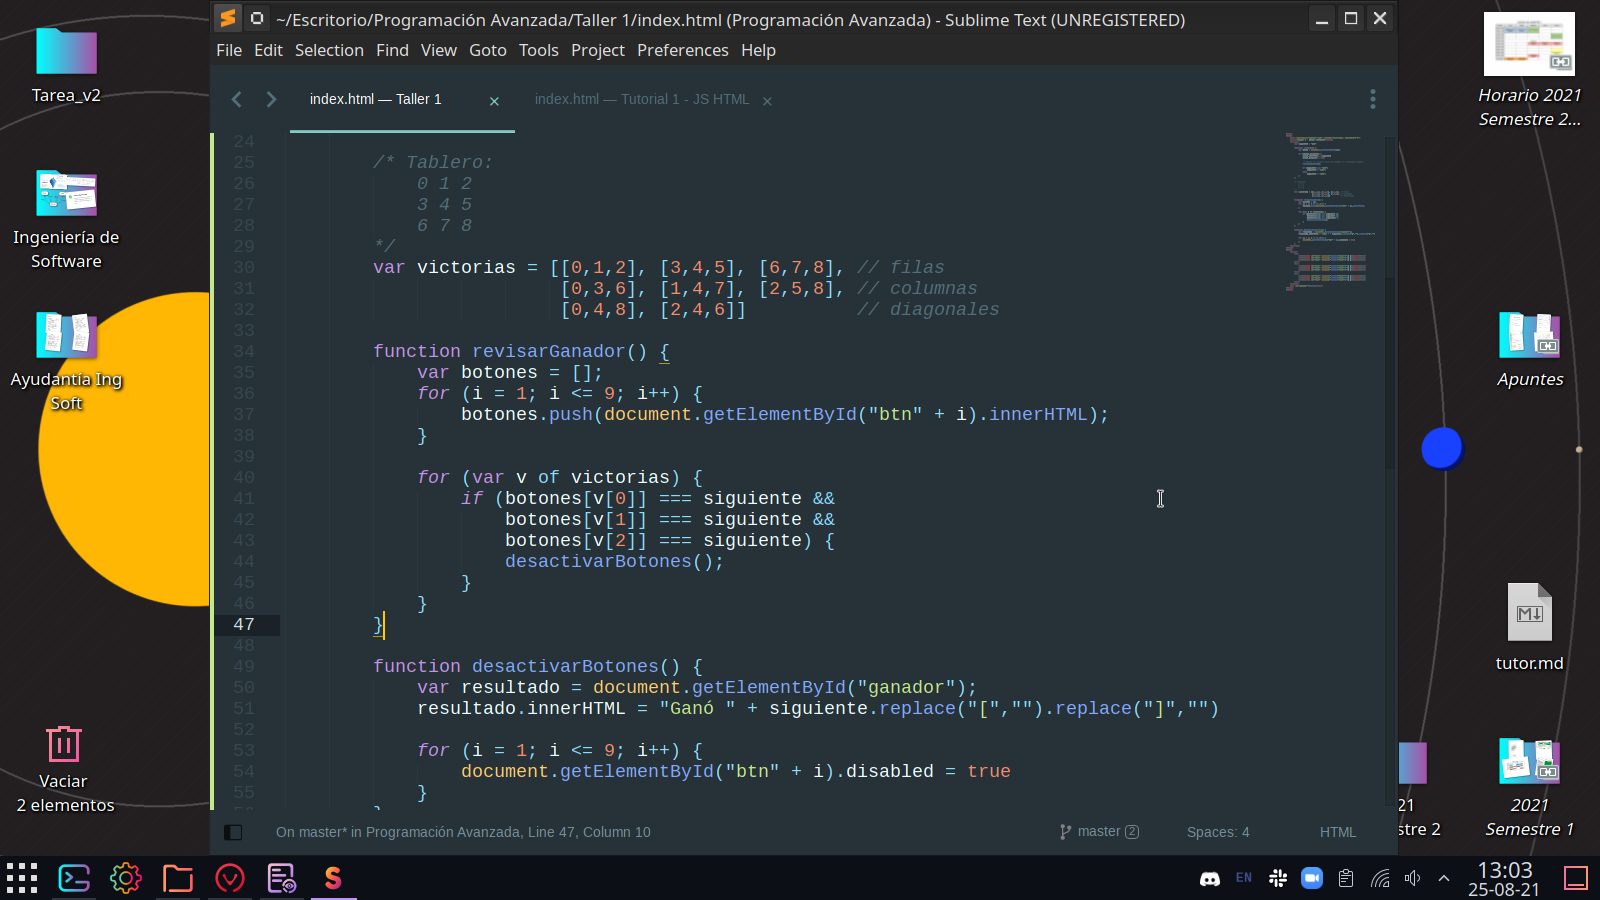 ~/Escritorio/Programación Avanzada/Taller 1/index.html (Programación Avanzada) - Sublime Text (UNREGISTERED)
File Edit Selection Find View Goto Tools Project Preferences Help
index.html — Taller 1 ×
index.html — Tutorial 1 - JS HTML ×
24
25 /* Tablero:
26 0 1 2
27 3 4 5
28 6 7 8
29 */
30 var victorias = [[0,1,2], [3,4,5], [6,7,8], // filas
31 [0,3,6], [1,4,7], [2,5,8], // columnas
32 [0,4,8], [2,4,6]] // diagonales
33
34 function revisarGanador() {
35 var botones = [];
36 for (i = 1; i <= 9; i++) {
37 botones.push(document.getElementById("btn" + i).innerHTML);
38 }
39
40 for (var v of victorias) {
41 if (botones[v[0]] === siguiente &&
42 botones[v[1]] === siguiente &&
43 botones[v[2]] === siguiente) {
44 desactivarBotones();
45 }
46 }
47 }
48
49 function desactivarBotones() {
50 var resultado = document.getElementById("ganador");
51 resultado.innerHTML = "Ganó " + siguiente.replace("[","").replace("]","")
52
53 for (i = 1; i <= 9; i++) {
54 document.getElementById("btn" + i).disabled = true
55 }
On master* in Programación Avanzada, Line 47, Column 10
master 2
Spaces: 4
HTML
Tarea_v2
Ingeniería de
Software
Ayudantía Ing
Soft
Vaciar
2 elementos
Horario 2021
Semestre 2...
Apuntes
tutor.md
21
stre 2
2021
Semestre 1
EN
13:03
25-08-21